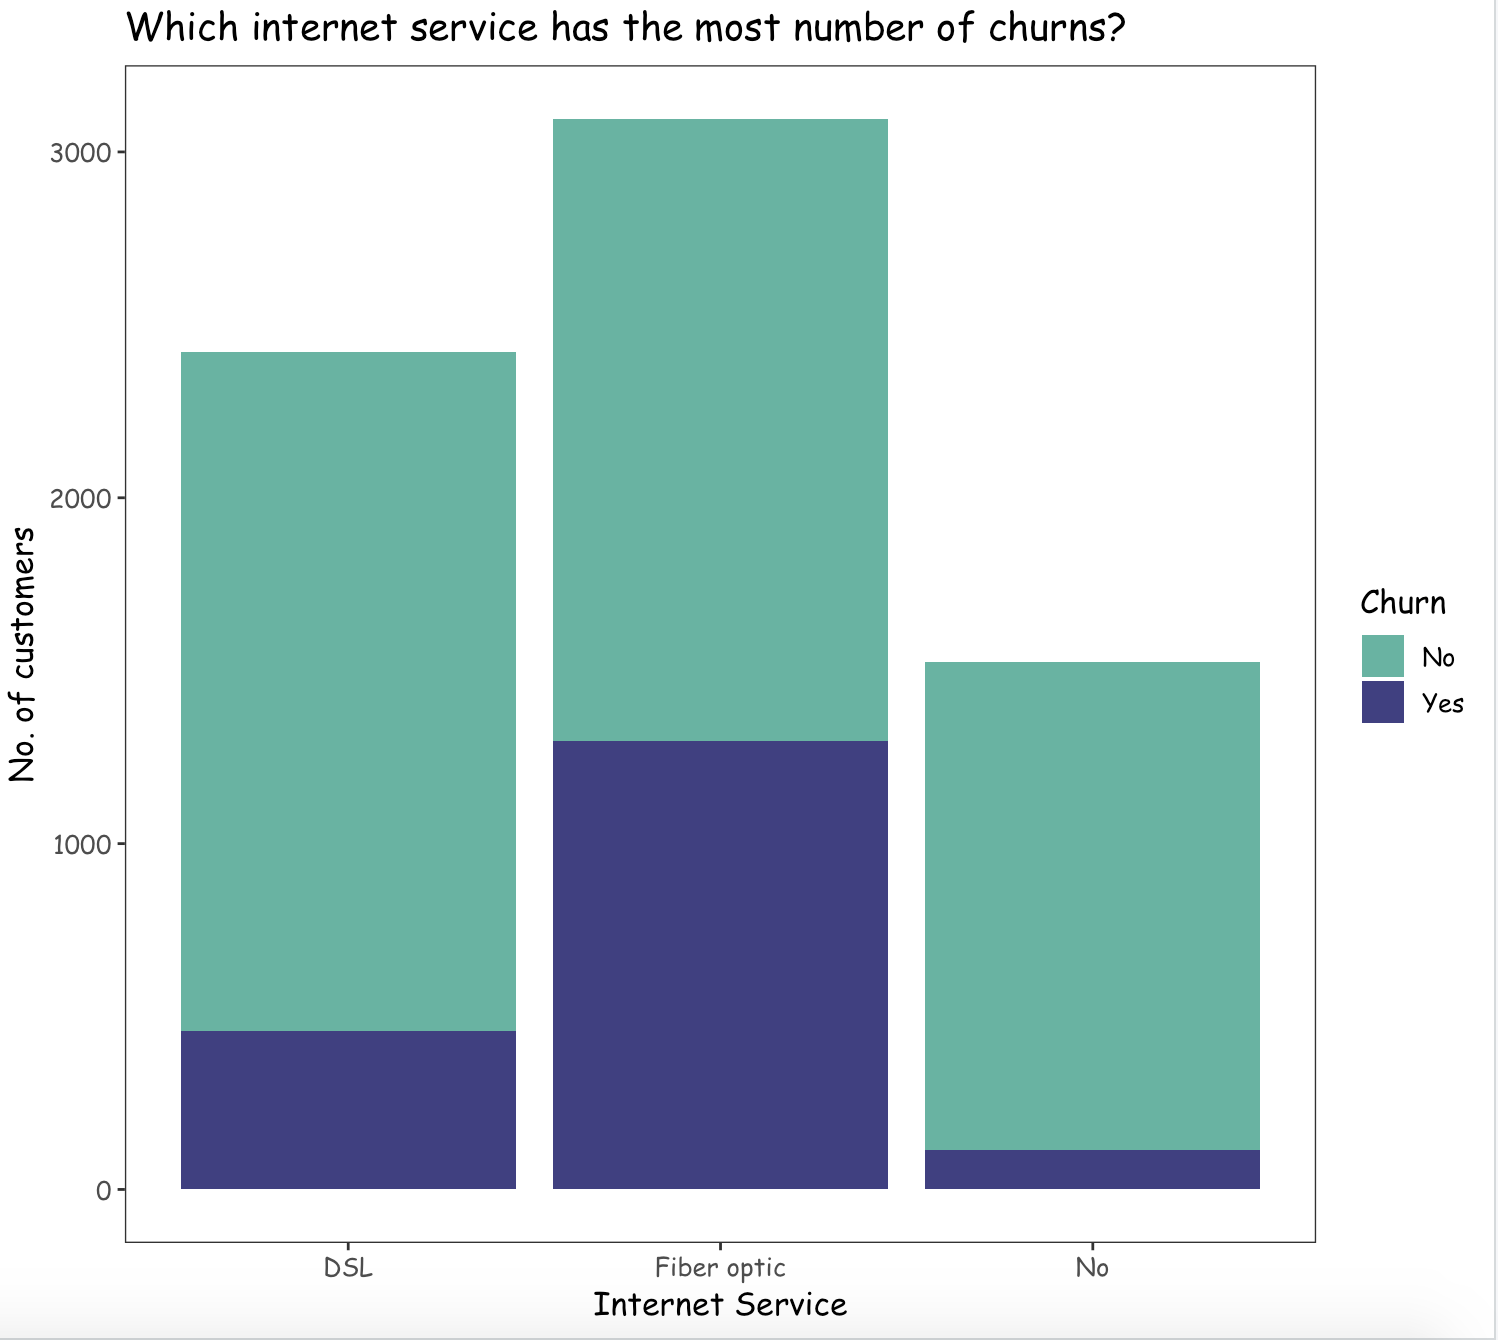 Which internet service has the most number of churns?
3000
2000
1000
0
No. of customers
DSL
Fiber optic
No
Internet Service
Churn
No
Yes